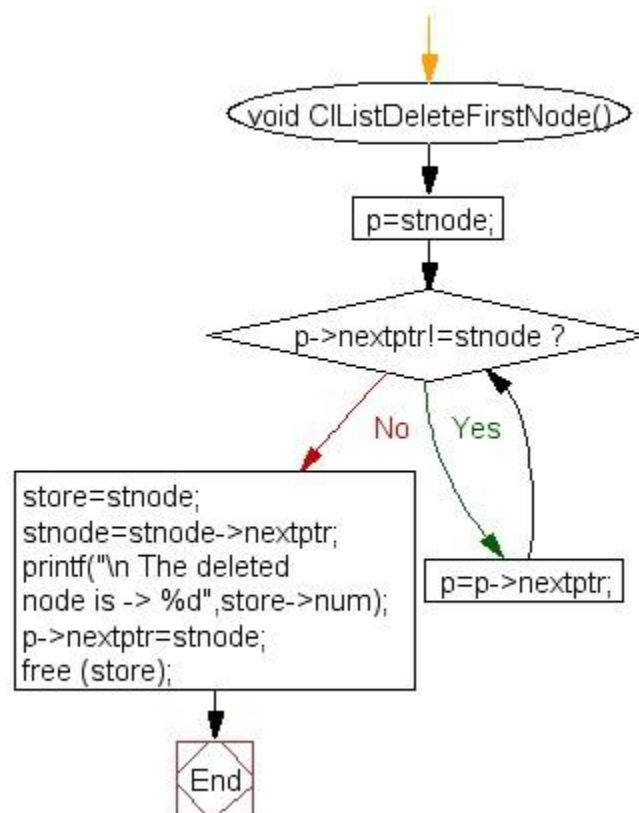 void ClListDeleteFirstNode()
p=stnode;
p->nextptr!=stnode ?
No
Yes
store=stnode;
stnode=stnode->nextptr;
printf("\n The deleted
node is -> %d",store->num);
p->nextptr=stnode;
free (store);
p=p->nextptr;
End